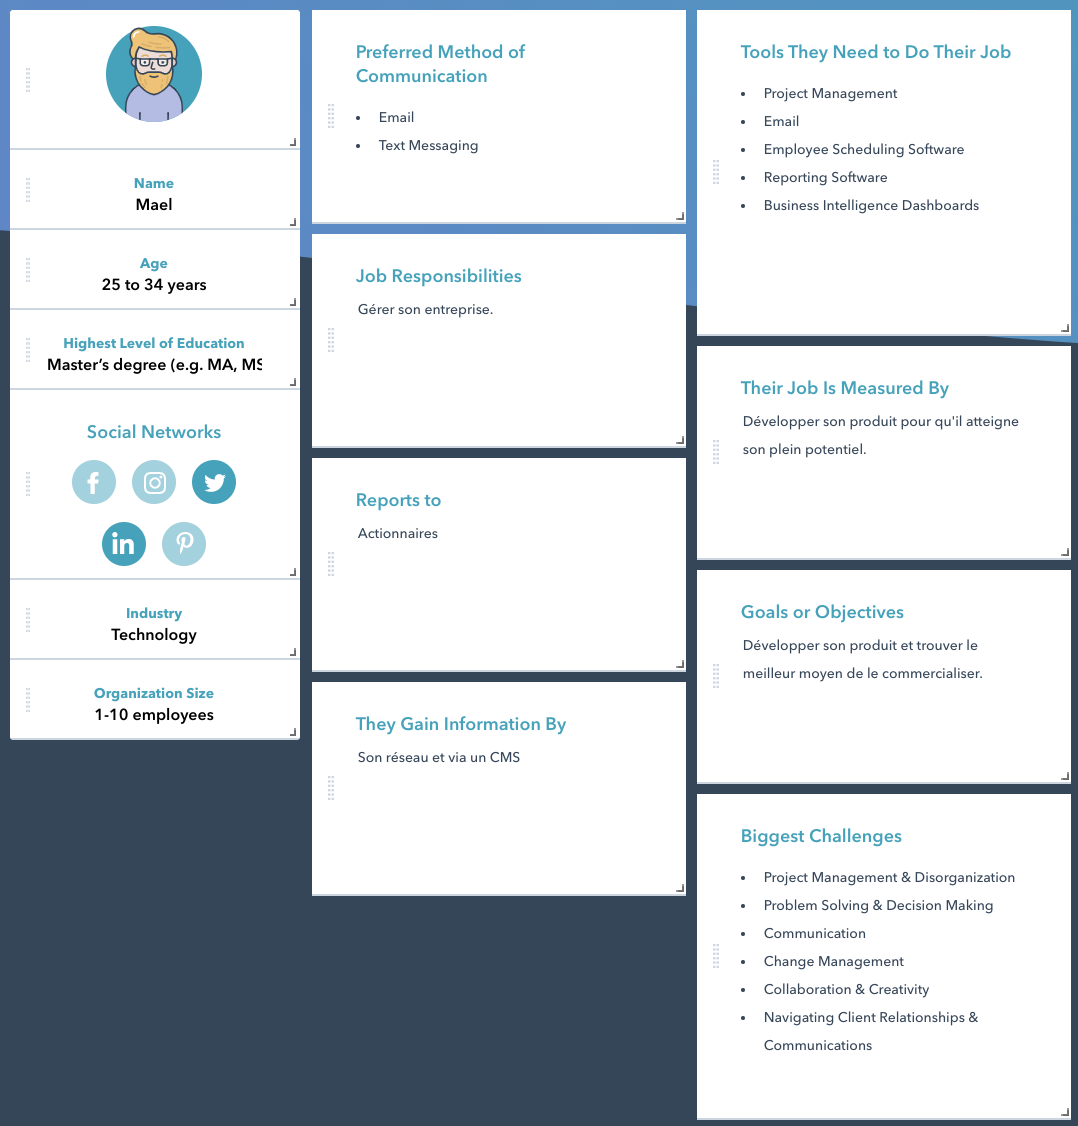 Name
Mael
Age
25 to 34 years
Highest Level of Education
Master's degree (e.g. MA, MS
Social Networks
Industry
Technology
Organization Size
1-10 employees
Preferred Method of
Communication
• Email
• Text Messaging
Job Responsibilities
Gérer son entreprise.
Reports to
Actionnaires
They Gain Information By
Son réseau et via un CMS
Tools They Need to Do Their Job
• Project Management
• Email
• Employee Scheduling Software
• Reporting Software
• Business Intelligence Dashboards
Their Job Is Measured By
Développer son produit pour qu'il atteigne
son plein potentiel.
Goals or Objectives
Développer son produit et trouver le
meilleur moyen de le commercialiser.
Biggest Challenges
• Project Management & Disorganization
• Problem Solving & Decision Making
• Communication
• Change Management
• Collaboration & Creativity
• Navigating Client Relationships &
Communications